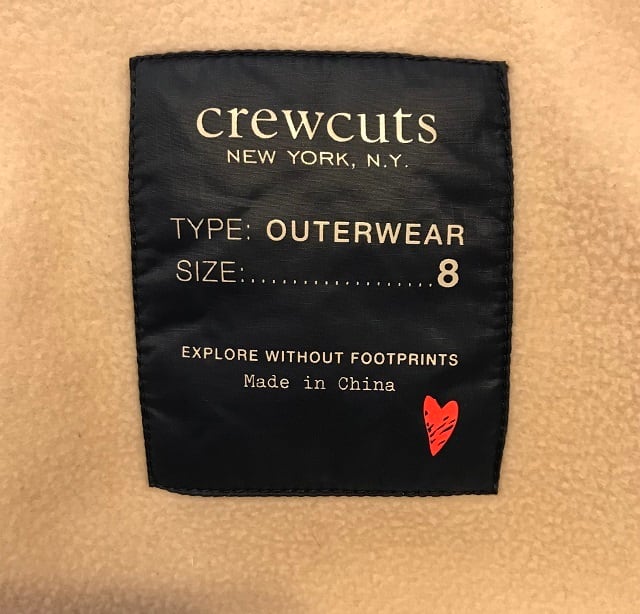 crewcuts
NEW YORK, N.Y.
TYPE: OUTERWEAR
SIZE:.....................8
EXPLORE WITHOUT FOOTPRINTS
Made in China